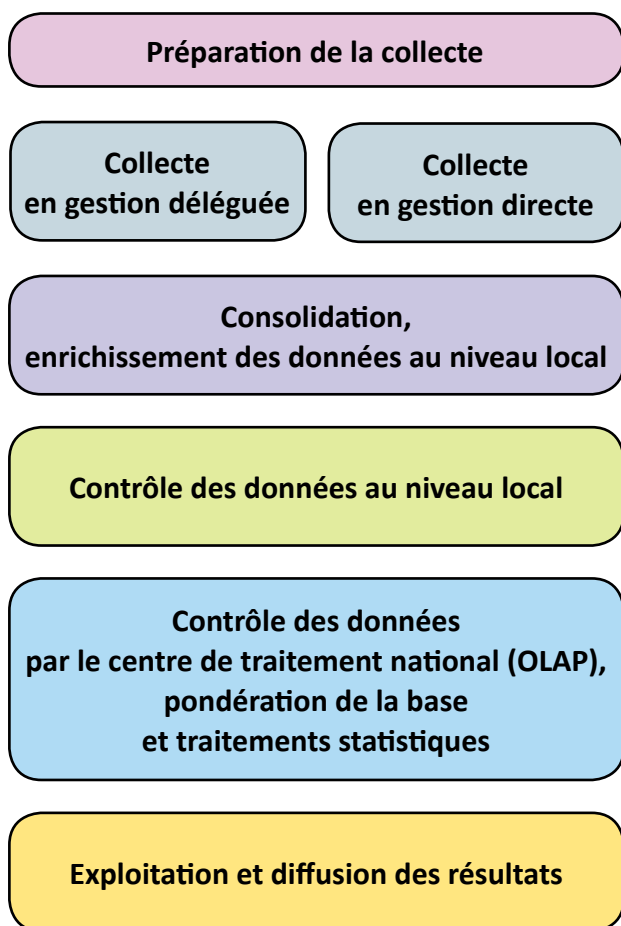 Préparation de la collecte
Collecte
en gestion déléguée
Collecte
en gestion directe
Consolidation,
enrichissement des données au niveau local
Contrôle des données au niveau local
Contrôle des données
par le centre de traitement national (OLAP),
pondération de la base
et traitements statistiques
Exploitation et diffusion des résultats